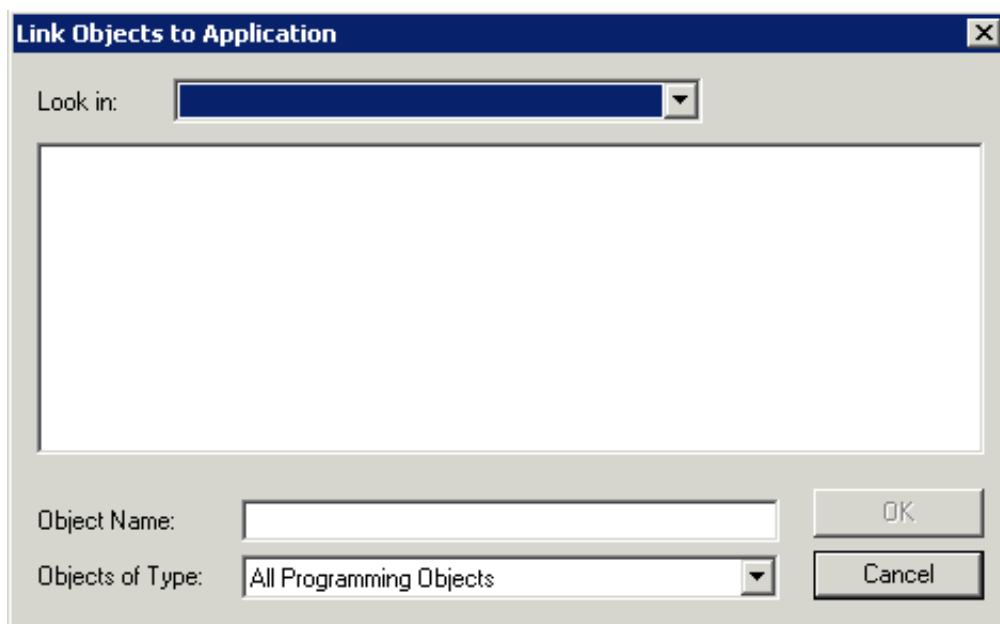 Link Objects to Application
Look in:
Object Name:
OK
Objects of Type:
All Programming Objects
Cancel